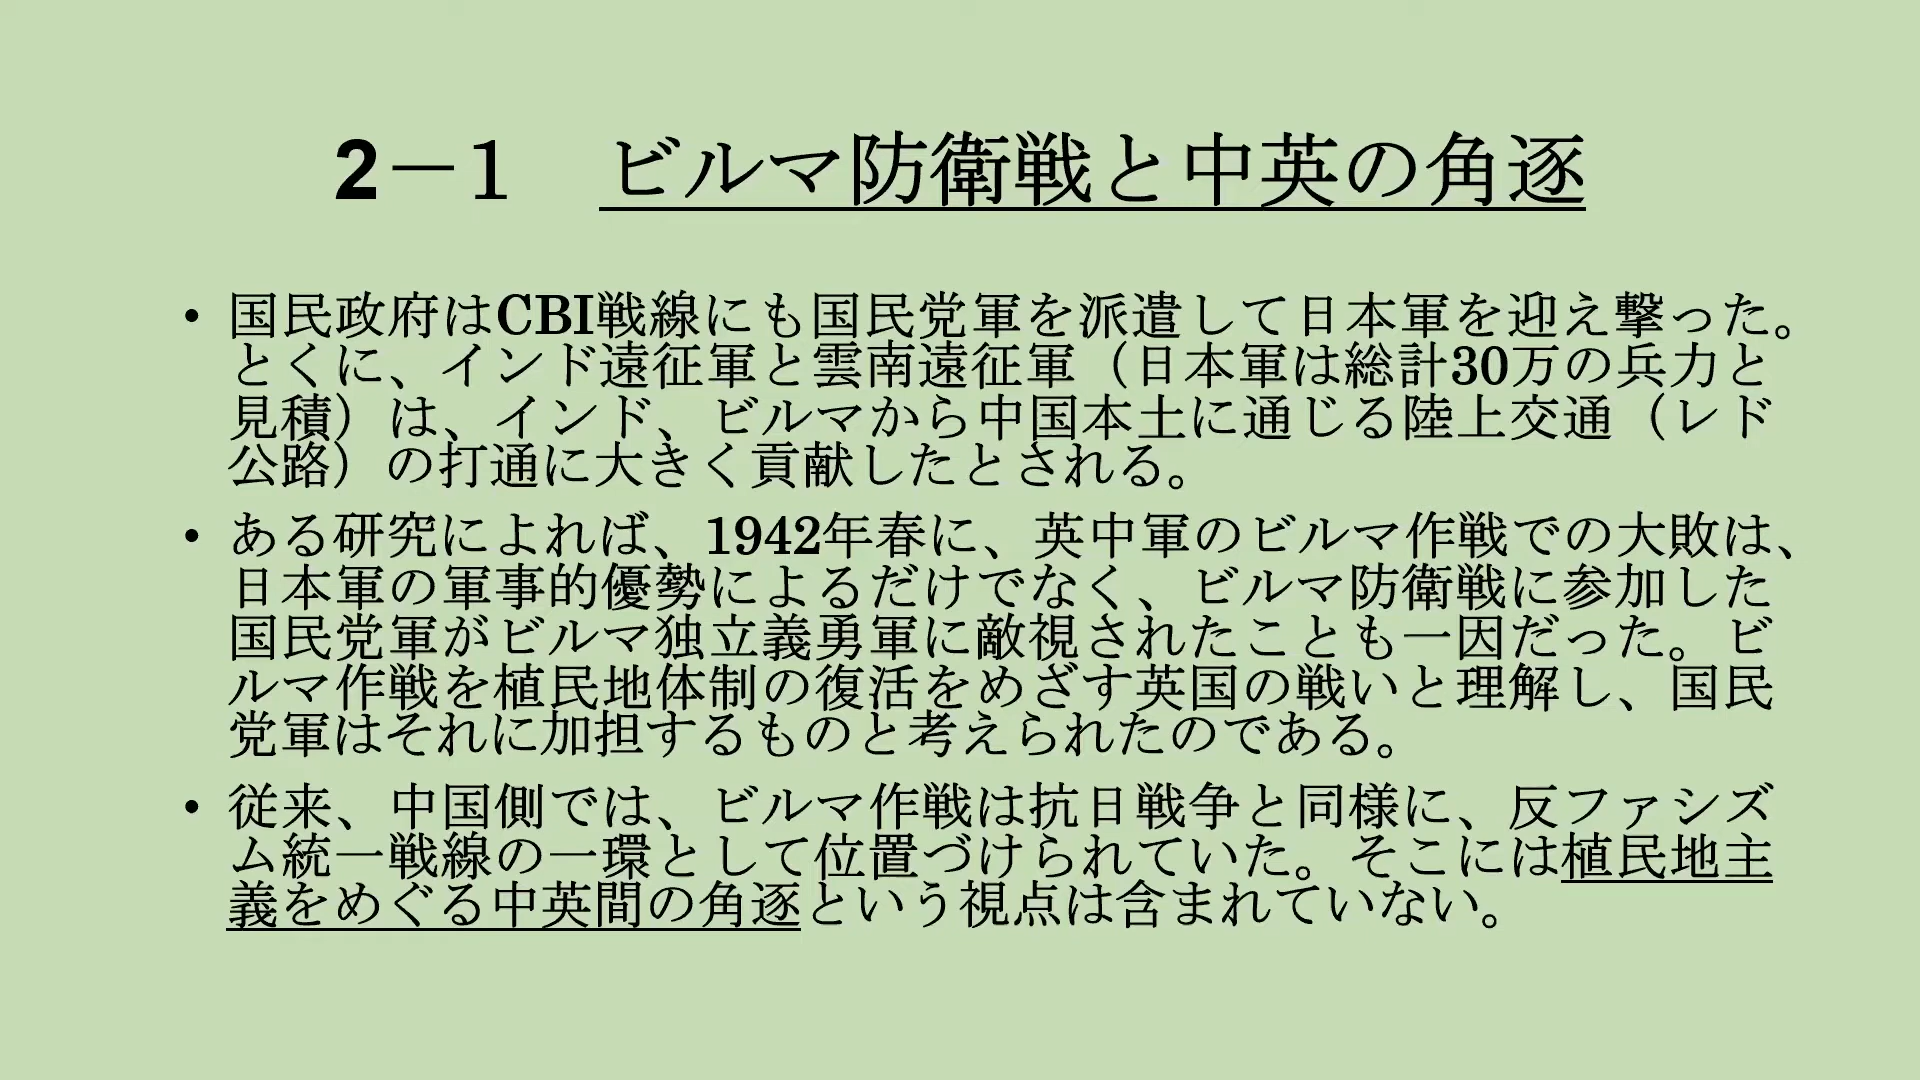 2－1　ビルマ防衛戦と中英の角逐
• 国民政府はCBI戦線にも国民党軍を派遣して日本軍を迎え撃った。
とくに、インド遠征軍と雲南遠征軍（日本軍は総計30万の兵力と
見積）は、インド、ビルマから中国本土に通じる陸上交通（レド
公路）の打通に大きく貢献したとされる。
• ある研究によれば、1942年春に、英中軍のビルマ作戦での大敗は、
日本軍の軍事的優勢によるだけでなく、ビルマ防衛戦に参加した
国民党軍がビルマ独立義勇軍に敵視されたことも一因だった。ビ
ルマ作戦を植民地体制の復活をめざす英国の戦いと理解し、国民
党軍はそれに加担するものと考えられたのである。
• 従来、中国側では、ビルマ作戦は抗日戦争と同様に、反ファシズ
ム統一戦線の一環として位置づけられていた。そこには植民地主
義をめぐる中英間の角逐という視点は含まれていない。